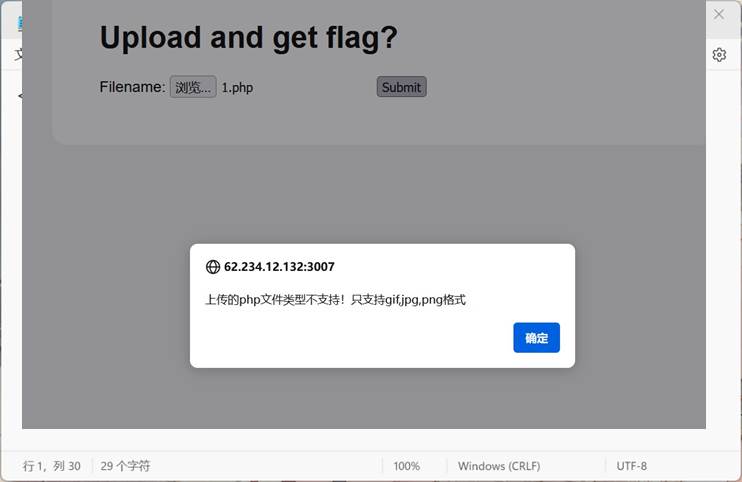 Upload and get flag?
Filename: 浏览... 1.php Submit
62.234.12.132:3007
上传的php文件类型不支持！只支持gif,jpg,png格式
确定
行 1，列 30 29 个字符 100% Windows (CRLF) UTF-8